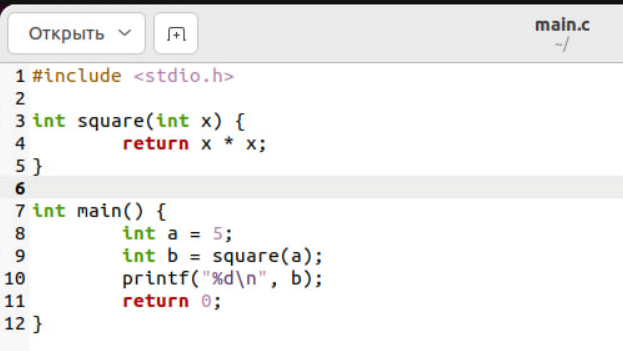 Открыть
main.c
~/
1 #include <stdio.h>
2
3 int square(int x) {
4         return x * x;
5 }
6
7 int main() {
8         int a = 5;
9         int b = square(a);
10         printf("%d\n", b);
11         return 0;
12 }